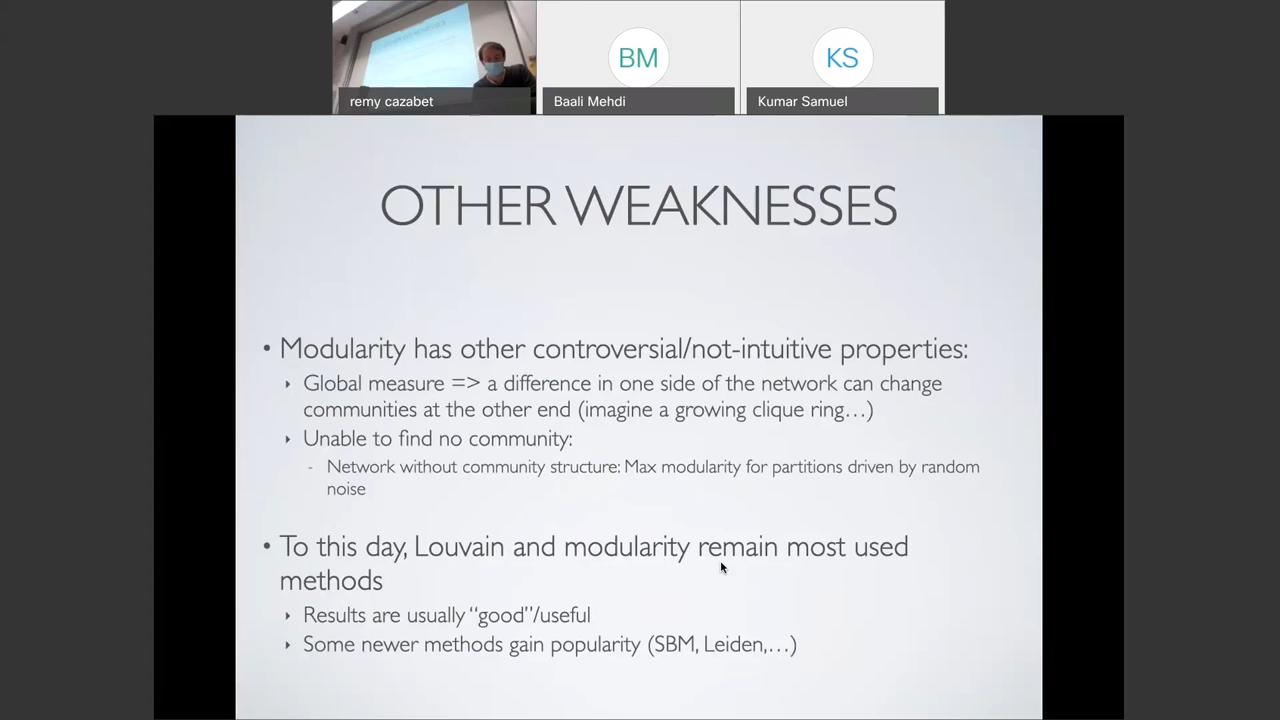 BM
KS
remy cazabet
Baali Mehdi
Kumar Samuel
OTHER WEAKNESSES
• Modularity has other controversial/not-intuitive properties:
‣ Global measure => a difference in one side of the network can change
communities at the other end (imagine a growing clique ring…)
‣ Unable to find no community:
- Network without community structure: Max modularity for partitions driven by random
noise
• To this day, Louvain and modularity remain most used
methods
‣ Results are usually “good”/useful
‣ Some newer methods gain popularity (SBM, Leiden,…)